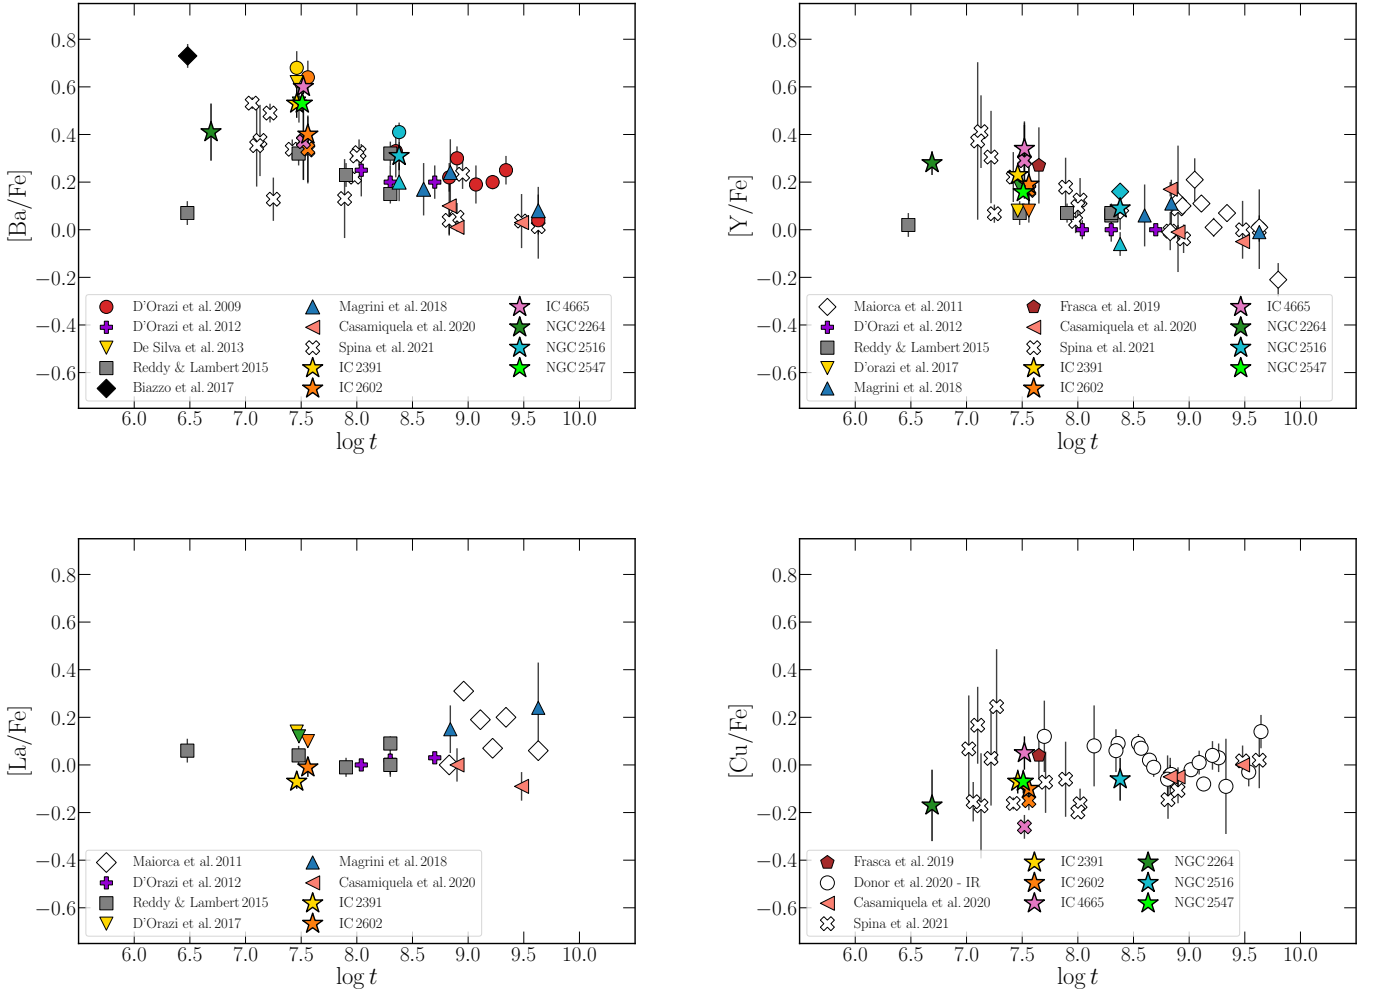 [Ba/Fe]
0.8
0.6
0.4
0.2
0.0
−0.2
−0.4
−0.6
D'Orazi et al. 2009
D'Orazi et al. 2012
De Silva et al. 2013
Reddy & Lambert 2015
Biazzo et al. 2017
Magrini et al. 2018
Casamiquela et al. 2020
Spina et al. 2021
IC 2391
IC 2602
IC 4665
NGC 2264
NGC 2516
NGC 2547
6.0 6.5 7.0 7.5 8.0 8.5 9.0 9.5 10.0
log t
[Y/Fe]
0.8
0.6
0.4
0.2
0.0
−0.2
−0.4
−0.6
Maiorca et al. 2011
D'Orazi et al. 2012
Reddy & Lambert 2015
D'orazi et al. 2017
Magrini et al. 2018
Frasca et al. 2019
Casamiquela et al. 2020
Spina et al. 2021
IC 2391
IC 2602
IC 4665
NGC 2264
NGC 2516
NGC 2547
6.0 6.5 7.0 7.5 8.0 8.5 9.0 9.5 10.0
log t
[La/Fe]
0.8
0.6
0.4
0.2
0.0
−0.2
−0.4
−0.6
Maiorca et al. 2011
D'Orazi et al. 2012
Reddy & Lambert 2015
D'Orazi et al. 2017
Magrini et al. 2018
Casamiquela et al. 2020
IC 2391
IC 2602
6.0 6.5 7.0 7.5 8.0 8.5 9.0 9.5 10.0
log t
[Cu/Fe]
0.8
0.6
0.4
0.2
0.0
−0.2
−0.4
−0.6
Frasca et al. 2019
Donor et al. 2020 - IR
Casamiquela et al. 2020
Spina et al. 2021
IC 2391
IC 2602
IC 4665
NGC 2264
NGC 2516
NGC 2547
6.0 6.5 7.0 7.5 8.0 8.5 9.0 9.5 10.0
log t